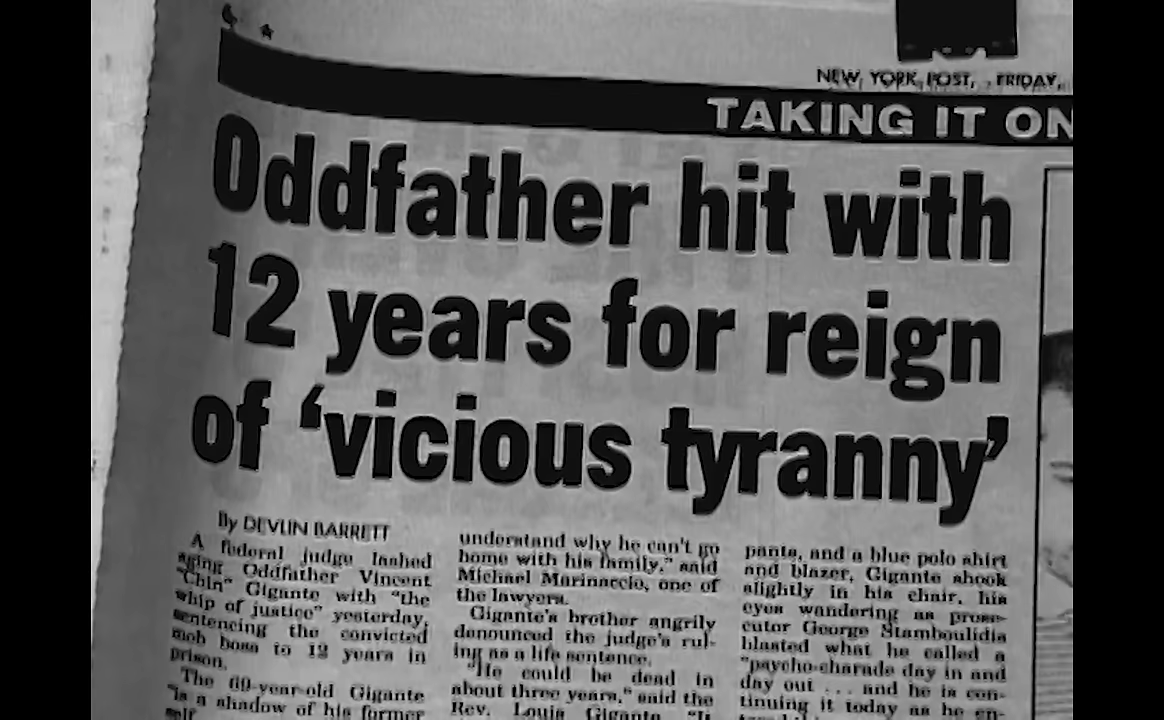 NEW YORK POST, FRIDAY,
TAKING IT ON
Oddfather hit with
12 years for reign
of ‘vicious tyranny’
By DEVLIN BARRETT
A federal judge lashed
aging Oddfather Vincent
"Chin" Gigante with "the
whip of justice" yesterday,
sentencing the convicted
mob boss to 12 years in
prison.
The 69-year-old Gigante
"is a shadow of his former
self
understand why he can't go
home with his family," said
Michael Marinaccio, one of
the lawyers.
Gigante's brother angrily
denounced the judge's rul-
ing as a life sentence.
"He could be dead in
about three years," said the
Rev. Louis Gigante. "It
pants, and a blue polo shirt
and blazer, Gigante shook
slightly in his chair, his
eyes wandering as prose-
cutor George Stamboulidis
blasted what he called a
"psycho-charade day in and
day out ... and he is con-
tinuing it today as he en-